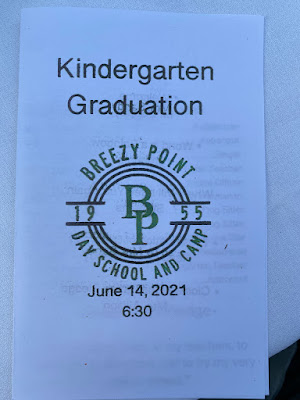 Kindergarten
Graduation
BREEZY POINT
19 BP 55
DAY SCHOOL AND CAMP
June 14, 2021
6:30